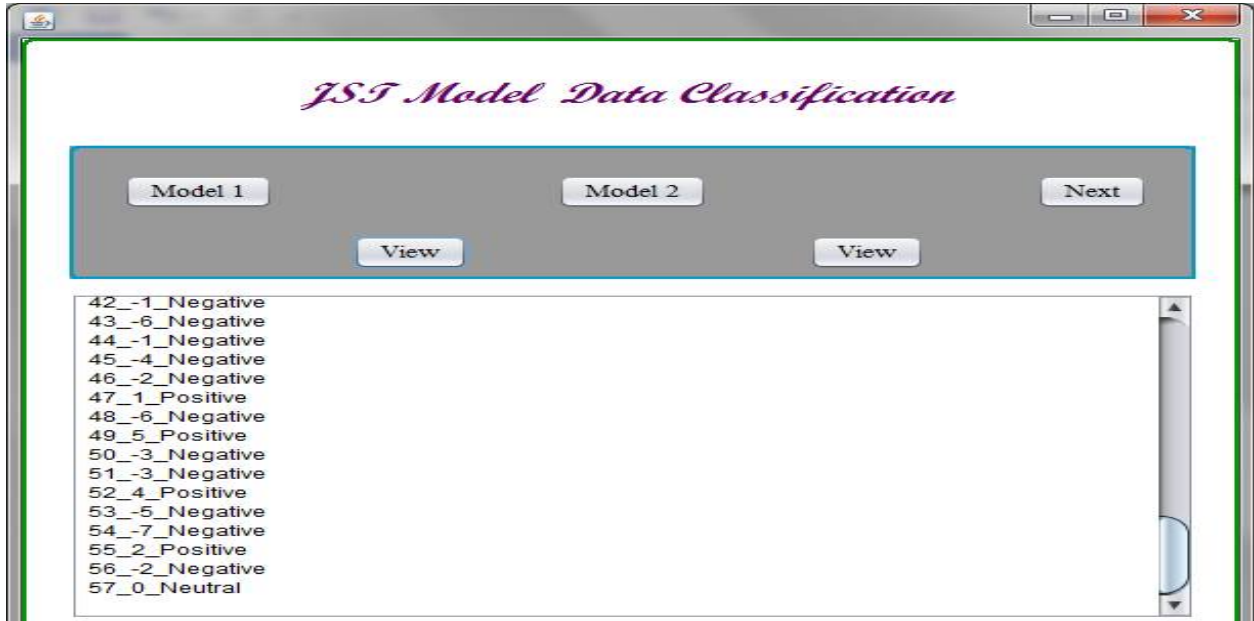 JST Model Data Classification
Model 1 Model 2 Next
View View
42_-1_Negative
43_-6_Negative
44_-1_Negative
45_-4_Negative
46_-2_Negative
47_1_Positive
48_-6_Negative
49_5_Positive
50_-3_Negative
51_-3_Negative
52_4_Positive
53_-5_Negative
54_-7_Negative
55_2_Positive
56_-2_Negative
57_0_Neutral